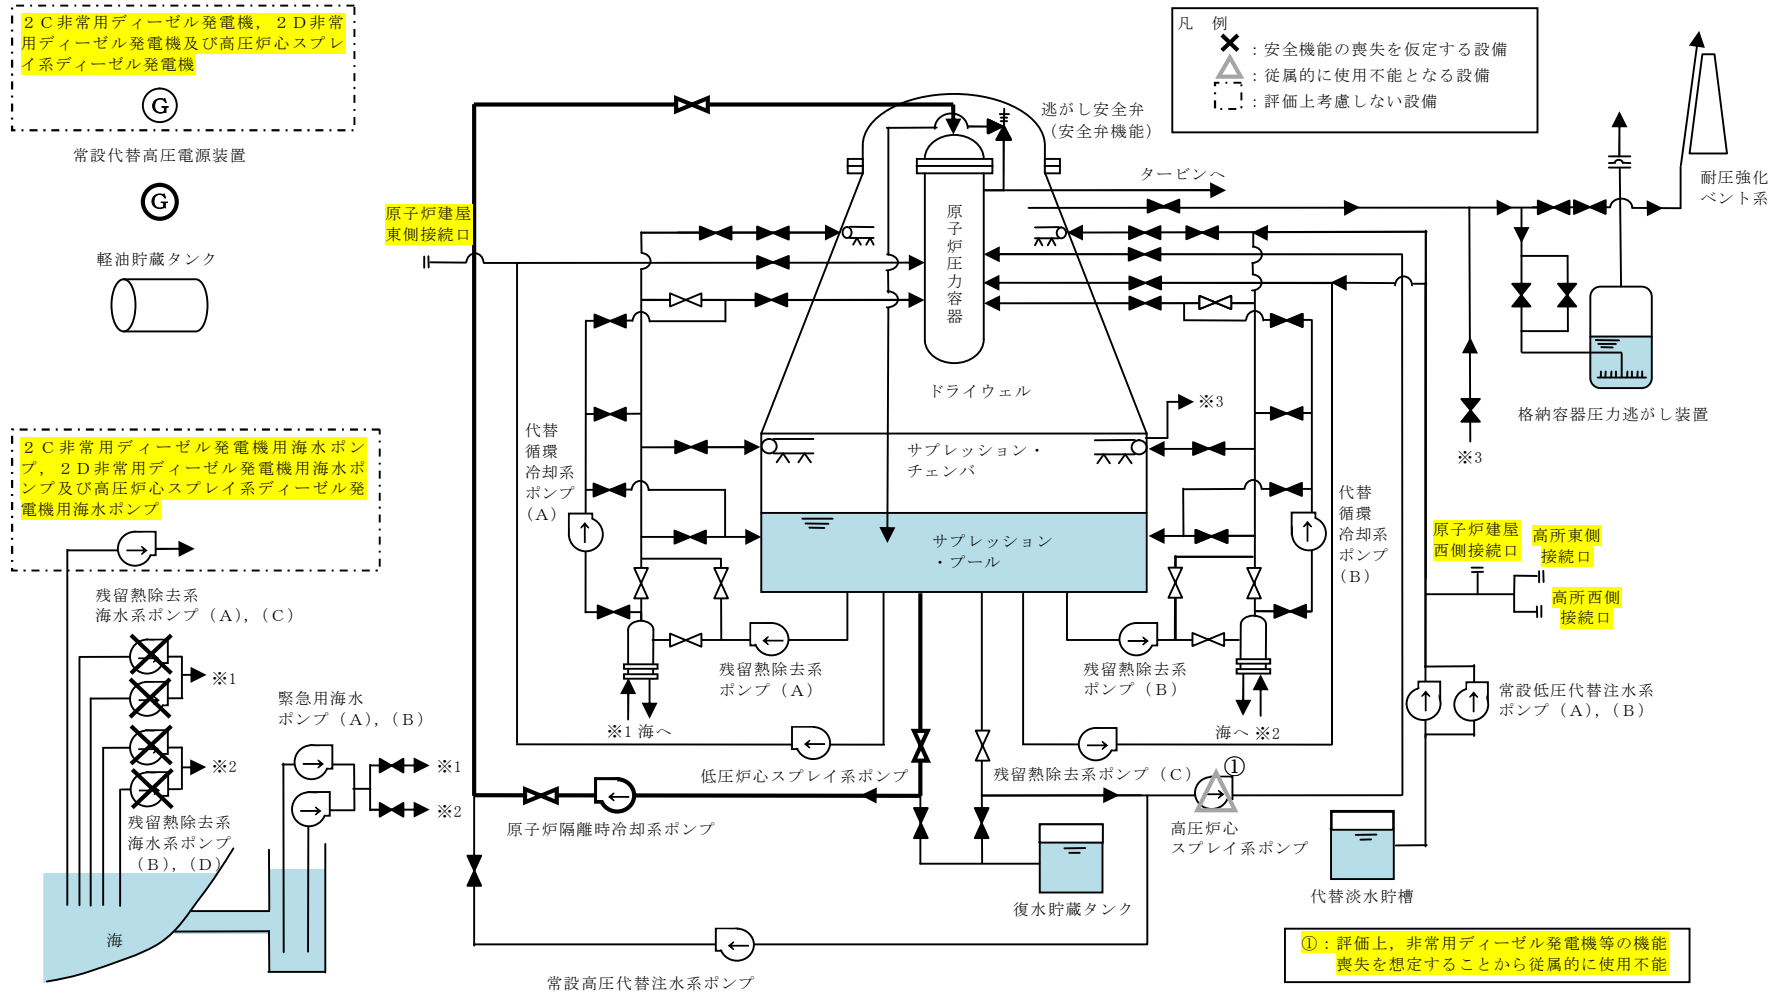 ２Ｃ非常用ディーゼル発電機，２Ｄ非常
用ディーゼル発電機及び高圧炉心スプレ
イ系ディーゼル発電機
G
常設代替高圧電源装置
G
軽油貯蔵タンク
凡　例
：安全機能の喪失を仮定する設備
：従属的に使用不能となる設備
：評価上考慮しない設備
逃がし安全弁
（安全弁機能）
タービンへ
耐圧強化
ベント系
原子炉建屋
東側接続口
原子炉圧力容器
ドライウェル
格納容器圧力逃がし装置
※3
※3
サプレッション・
チェンバ
サプレッション
・プール
代替
循環
冷却系
ポンプ
（A）
代替
循環
冷却系
ポンプ
（B）
２Ｃ非常用ディーゼル発電機用海水ポン
プ，２Ｄ非常用ディーゼル発電機用海水ポ
ンプ及び高圧炉心スプレイ系ディーゼル発
電機用海水ポンプ
原子炉建屋
西側接続口
高所東側
接続口
高所西側
接続口
残留熱除去系
海水系ポンプ（A），（C）
※1
※2
残留熱除去系
海水系ポンプ
（B），（D）
緊急用海水
ポンプ（A），（B）
※1
※2
残留熱除去系
ポンプ（A）
残留熱除去系
ポンプ（B）
※1 海へ
海へ ※2
常設低圧代替注水系
ポンプ（A），（B）
低圧炉心スプレイ系ポンプ
残留熱除去系ポンプ（C）
①
原子炉隔離時冷却系ポンプ
高圧炉心
スプレイ系ポンプ
復水貯蔵タンク
代替淡水貯槽
海
常設高圧代替注水系ポンプ
①：評価上，非常用ディーゼル発電機等の機能
喪失を想定することから従属的に使用不能